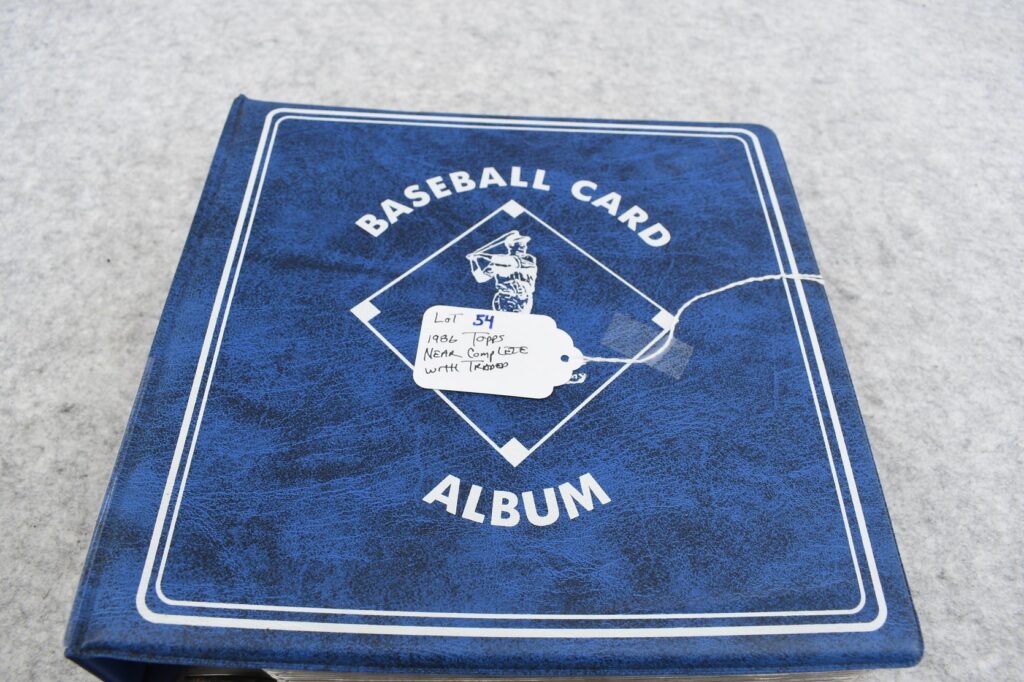 BASEBALL CARD
LOT 54
1986 TOPPS
NEAR COMPLETE
WITH TRADED
ALBUM